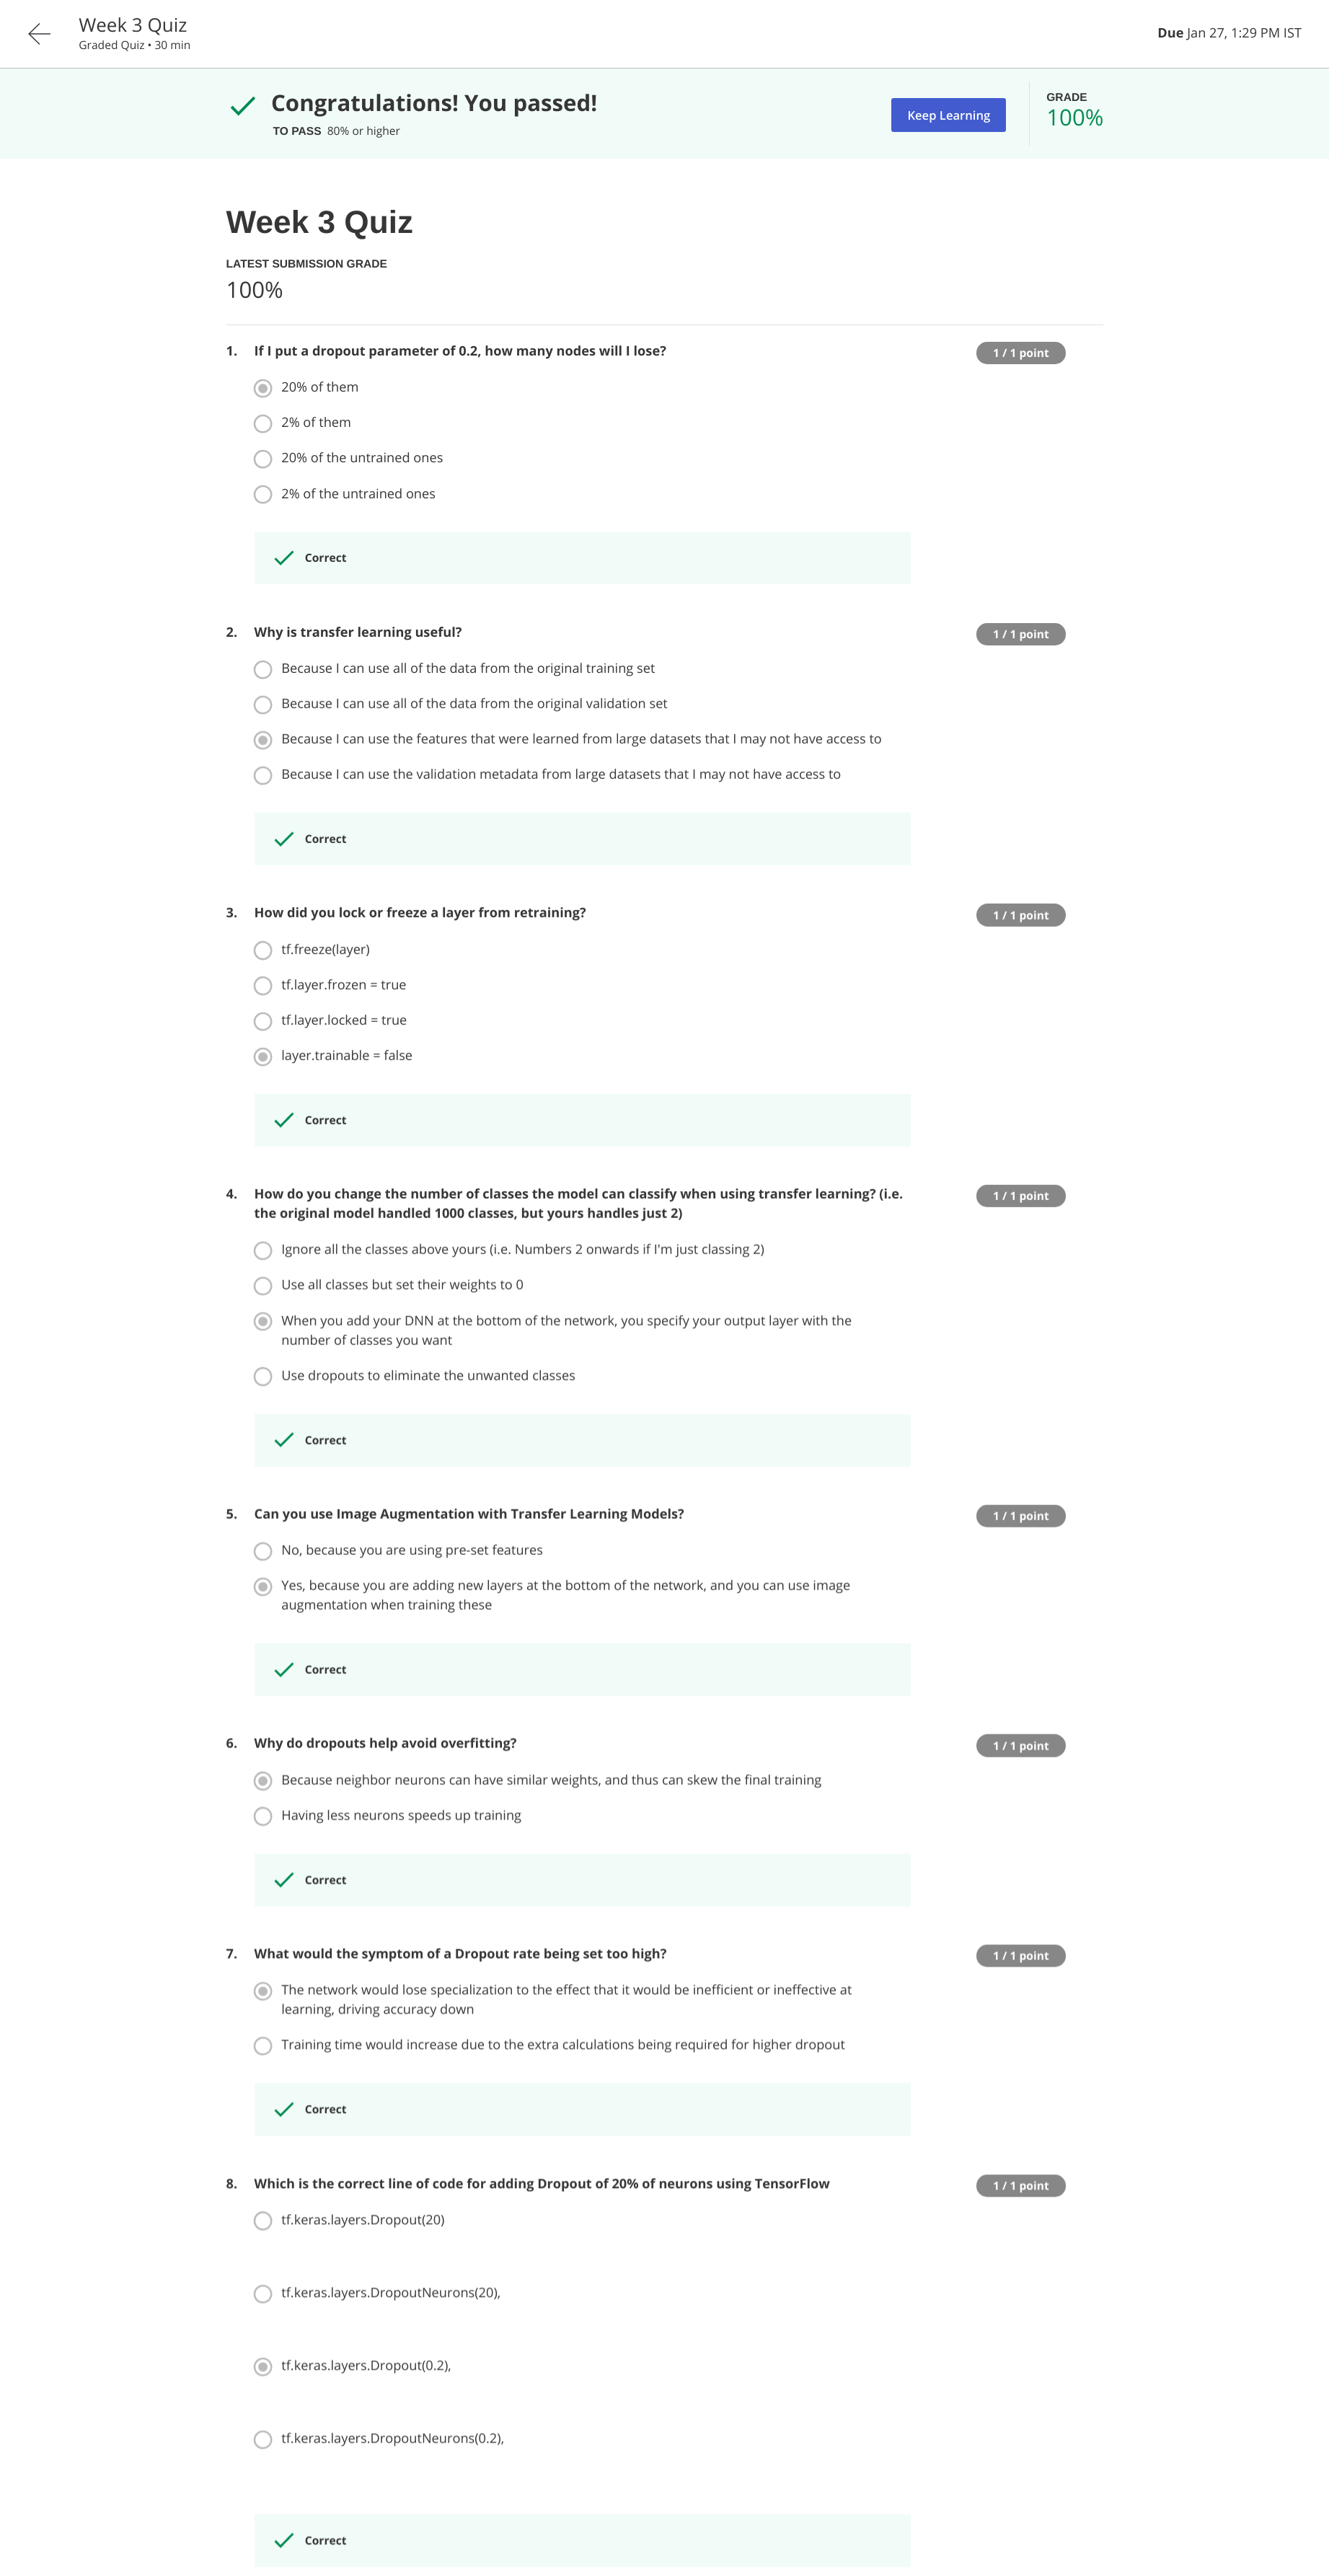 Week 3 Quiz
Graded Quiz • 30 min
Due Jan 27, 1:29 PM IST
Congratulations! You passed!
TO PASS 80% or higher
Keep Learning
GRADE
100%
Week 3 Quiz
LATEST SUBMISSION GRADE
100%
1. If I put a dropout parameter of 0.2, how many nodes will I lose?
1 / 1 point
20% of them
2% of them
20% of the untrained ones
2% of the untrained ones
Correct
2. Why is transfer learning useful?
1 / 1 point
Because I can use all of the data from the original training set
Because I can use all of the data from the original validation set
Because I can use the features that were learned from large datasets that I may not have access to
Because I can use the validation metadata from large datasets that I may not have access to
Correct
3. How did you lock or freeze a layer from retraining?
1 / 1 point
tf.freeze(layer)
tf.layer.frozen = true
tf.layer.locked = true
layer.trainable = false
Correct
4. How do you change the number of classes the model can classify when using transfer learning? (i.e.
the original model handled 1000 classes, but yours handles just 2)
1 / 1 point
Ignore all the classes above yours (i.e. Numbers 2 onwards if I'm just classing 2)
Use all classes but set their weights to 0
When you add your DNN at the bottom of the network, you specify your output layer with the
number of classes you want
Use dropouts to eliminate the unwanted classes
Correct
5. Can you use Image Augmentation with Transfer Learning Models?
1 / 1 point
No, because you are using pre-set features
Yes, because you are adding new layers at the bottom of the network, and you can use image
augmentation when training these
Correct
6. Why do dropouts help avoid overfitting?
1 / 1 point
Because neighbor neurons can have similar weights, and thus can skew the final training
Having less neurons speeds up training
Correct
7. What would the symptom of a Dropout rate being set too high?
1 / 1 point
The network would lose specialization to the effect that it would be inefficient or ineffective at
learning, driving accuracy down
Training time would increase due to the extra calculations being required for higher dropout
Correct
8. Which is the correct line of code for adding Dropout of 20% of neurons using TensorFlow
1 / 1 point
tf.keras.layers.Dropout(20)
tf.keras.layers.DropoutNeurons(20),
tf.keras.layers.Dropout(0.2),
tf.keras.layers.DropoutNeurons(0.2),
Correct